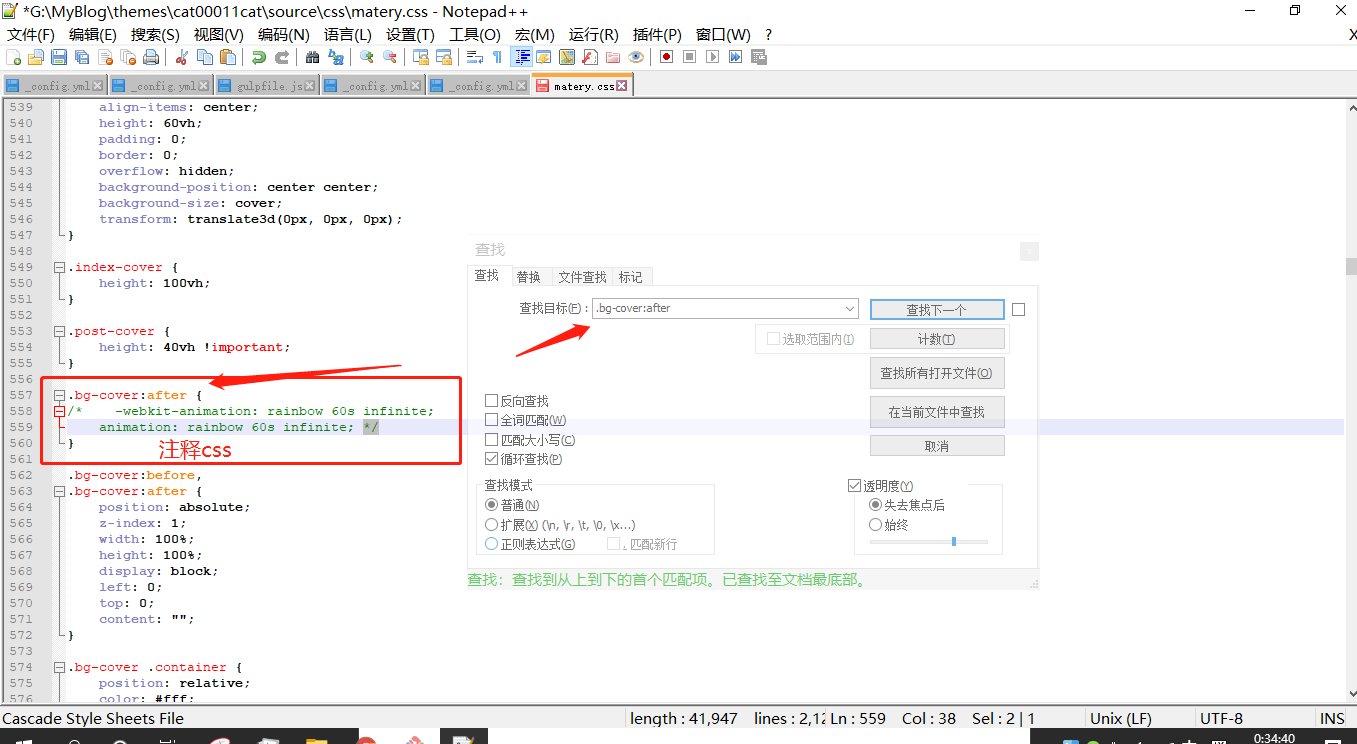 *G:\MyBlog\themes\cat00011cat\source\css\matery.css - Notepad++
文件(F) 编辑(E) 搜索(S) 视图(V) 编码(N) 语言(L) 设置(T) 工具(O) 宏(M) 运行(R) 插件(P) 窗口(W) ? X
_config.yml _config.yml gulpfile.js _config.yml _config.yml matery.css
539 align-items: center;
540 height: 60vh;
541 padding: 0;
542 border: 0;
543 overflow: hidden;
544 background-position: center center;
545 background-size: cover;
546 transform: translate3d(0px, 0px, 0px);
547 }
548
549 .index-cover {
550 height: 100vh;
551 }
552
553 .post-cover {
554 height: 40vh !important;
555 }
556
557 .bg-cover:after {
558 /* -webkit-animation: rainbow 60s infinite;
559 animation: rainbow 60s infinite; */
560 }
注释css
561
562 .bg-cover:before,
563 .bg-cover:after {
564 position: absolute;
565 z-index: 1;
566 width: 100%;
567 height: 100%;
568 display: block;
569 left: 0;
570 top: 0;
571 content: "";
572 }
573
574 .bg-cover .container {
575 position: relative;
576 color: #fff;
查找
查找 替换 文件查找 标记
查找目标(F) : .bg-cover:after
查找下一个
选取范围内(I)
计数(T)
查找所有打开文件(O)
在当前文件中查找
取消
反向查找
全词匹配(W)
匹配大小写(C)
循环查找(P)
查找模式
普通(N)
扩展(X) (\n, \r, \t, \0, \x...)
正则表达式(G) . 匹配新行
透明度(Y)
失去焦点后
始终
查找：查找到从上到下的首个匹配项。已查找至文档最底部。
Cascade Style Sheets File length : 41,947 lines : 2,12 Ln : 559 Col : 38 Sel : 2 | 1 Unix (LF) UTF-8 INS
0:34:40